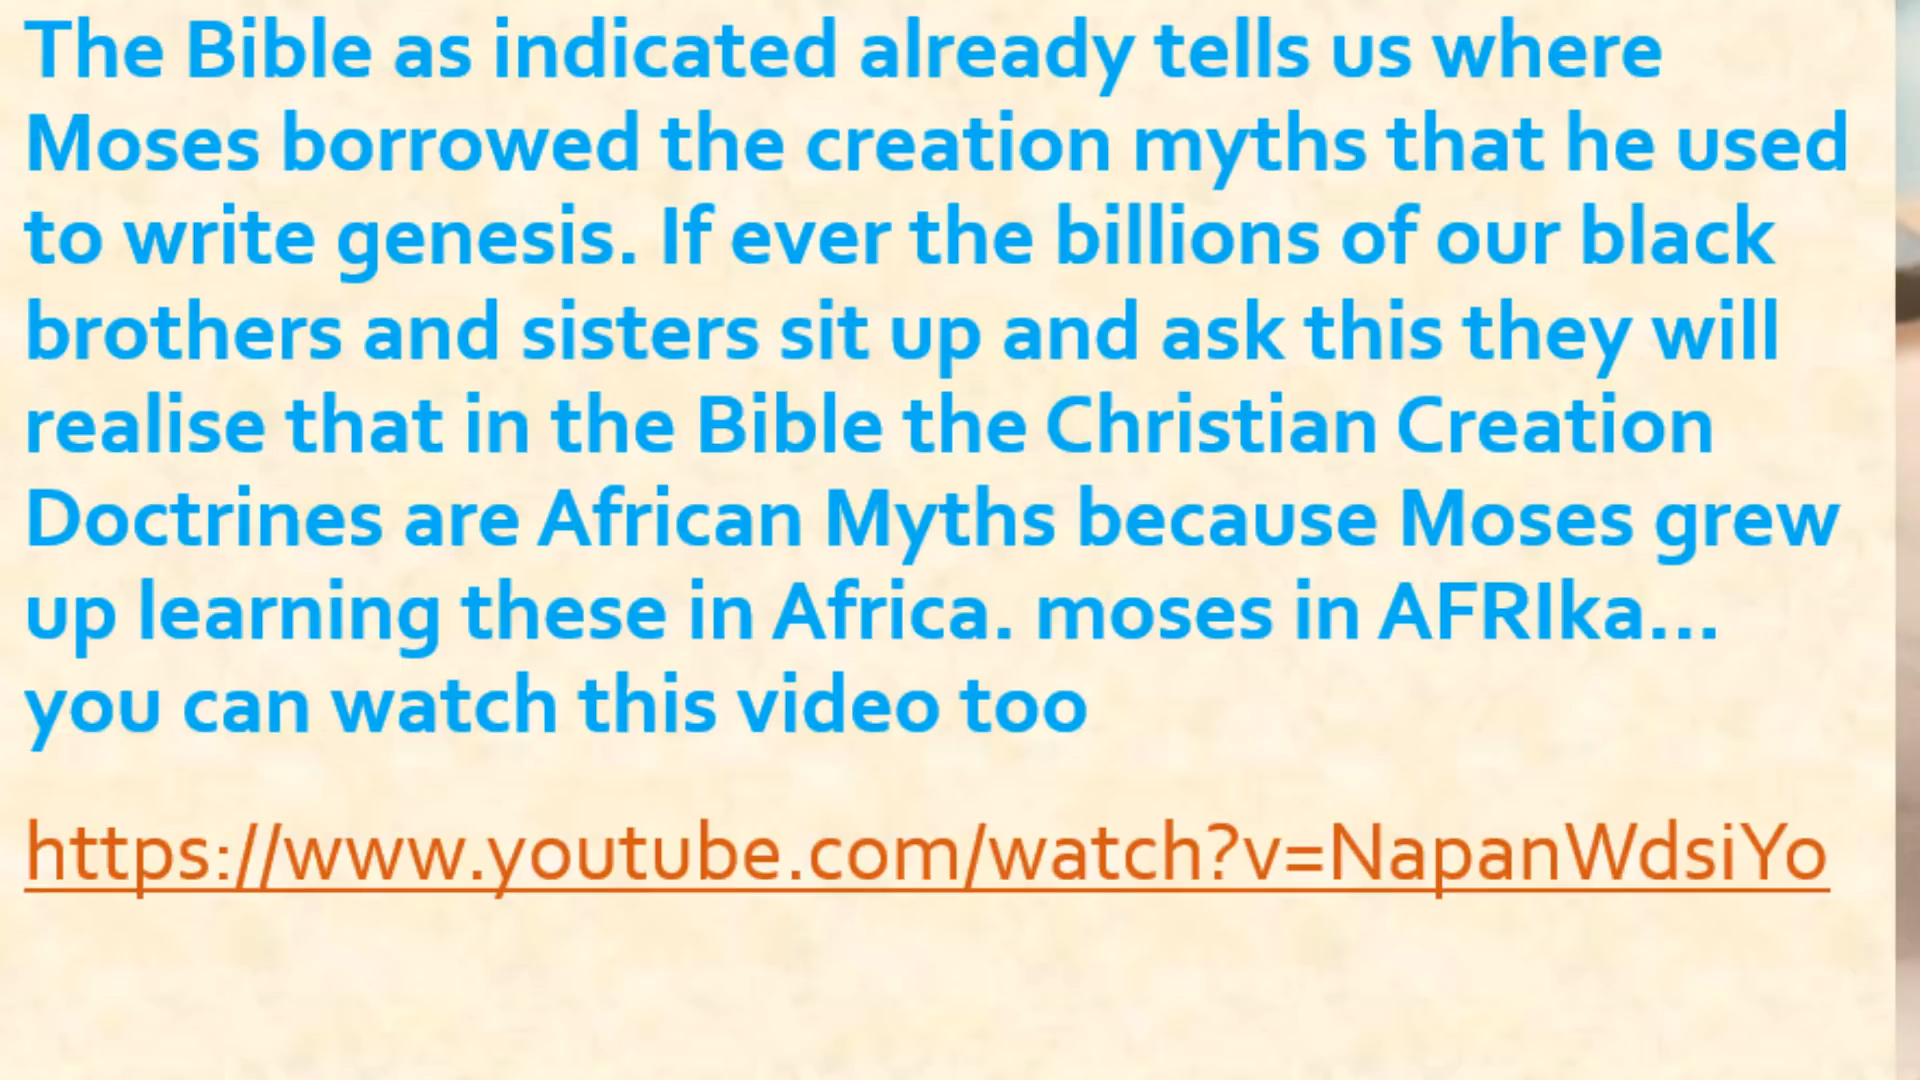 The Bible as indicated already tells us where
Moses borrowed the creation myths that he used
to write genesis. If ever the billions of our black
brothers and sisters sit up and ask this they will
realise that in the Bible the Christian Creation
Doctrines are African Myths because Moses grew
up learning these in Africa. moses in AFRIka...
you can watch this video too
https://www.youtube.com/watch?v=NapanWdsiYo